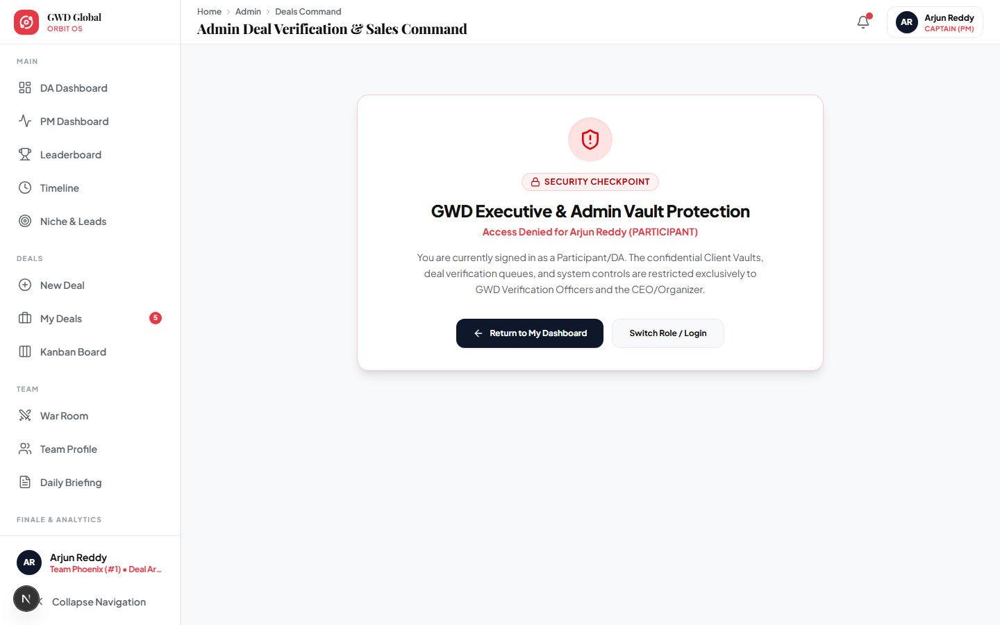 GWD Global
ORBIT OS
MAIN
DA Dashboard
PM Dashboard
Leaderboard
Timeline
Niche & Leads
DEALS
New Deal
My Deals
5
Kanban Board
TEAM
War Room
Team Profile
Daily Briefing
FINALE & ANALYTICS
AR
Arjun Reddy
Team Phoenix (#1) • Deal Ar...
N
Collapse Navigation
Home > Admin > Deals Command
Admin Deal Verification & Sales Command
AR
Arjun Reddy
CAPTAIN (PM)
SECURITY CHECKPOINT
GWD Executive & Admin Vault Protection
Access Denied for Arjun Reddy (PARTICIPANT)
You are currently signed in as a Participant/DA. The confidential Client Vaults,
deal verification queues, and system controls are restricted exclusively to
GWD Verification Officers and the CEO/Organizer.
Return to My Dashboard
Switch Role / Login